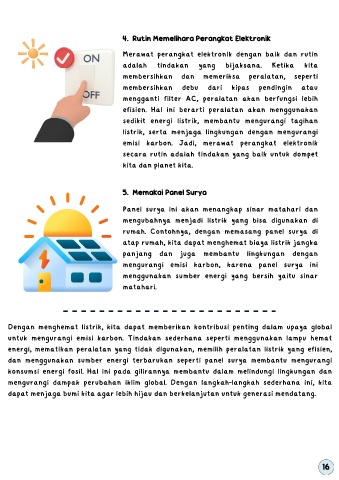 4. Rutin Memelihara Perangkat Elektronik
ON
OFF
Merawat perangkat elektronik dengan baik dan rutin
adalah tindakan yang bijaksana. Ketika kita
membersihkan dan memeriksa peralatan, seperti
membersihkan debu dari kipas pendingin atau
mengganti filter AC, peralatan akan berfungsi lebih
efisien. Hal ini berarti peralatan akan menggunakan
sedikit energi listrik, membantu mengurangi tagihan
listrik, serta menjaga lingkungan dengan mengurangi
emisi karbon. Jadi, merawat perangkat elektronik
secara rutin adalah tindakan yang baik untuk dompet
kita dan planet kita.
5. Memakai Panel Surya
Panel surya ini akan menangkap sinar matahari dan
mengubahnya menjadi listrik yang bisa digunakan di
rumah. Contohnya, dengan memasang panel surya di
atap rumah, kita dapat menghemat biaya listrik jangka
panjang dan juga membantu lingkungan dengan
mengurangi emisi karbon, karena panel surya ini
menggunakan sumber energi yang bersih yaitu sinar
matahari.
Dengan menghemat listrik, kita dapat memberikan kontribusi penting dalam upaya global
untuk mengurangi emisi karbon. Tindakan sederhana seperti menggunakan lampu hemat
energi, mematikan peralatan yang tidak digunakan, memilih peralatan listrik yang efisien,
dan menggunakan sumber energi terbarukan seperti panel surya membantu mengurangi
konsumsi energi fosil. Hal ini pada gilirannya membantu dalam melindungi lingkungan dan
mengurangi dampak perubahan iklim global. Dengan langkah-langkah sederhana ini, kita
dapat menjaga bumi kita agar lebih hijau dan berkelanjutan untuk generasi mendatang.
16